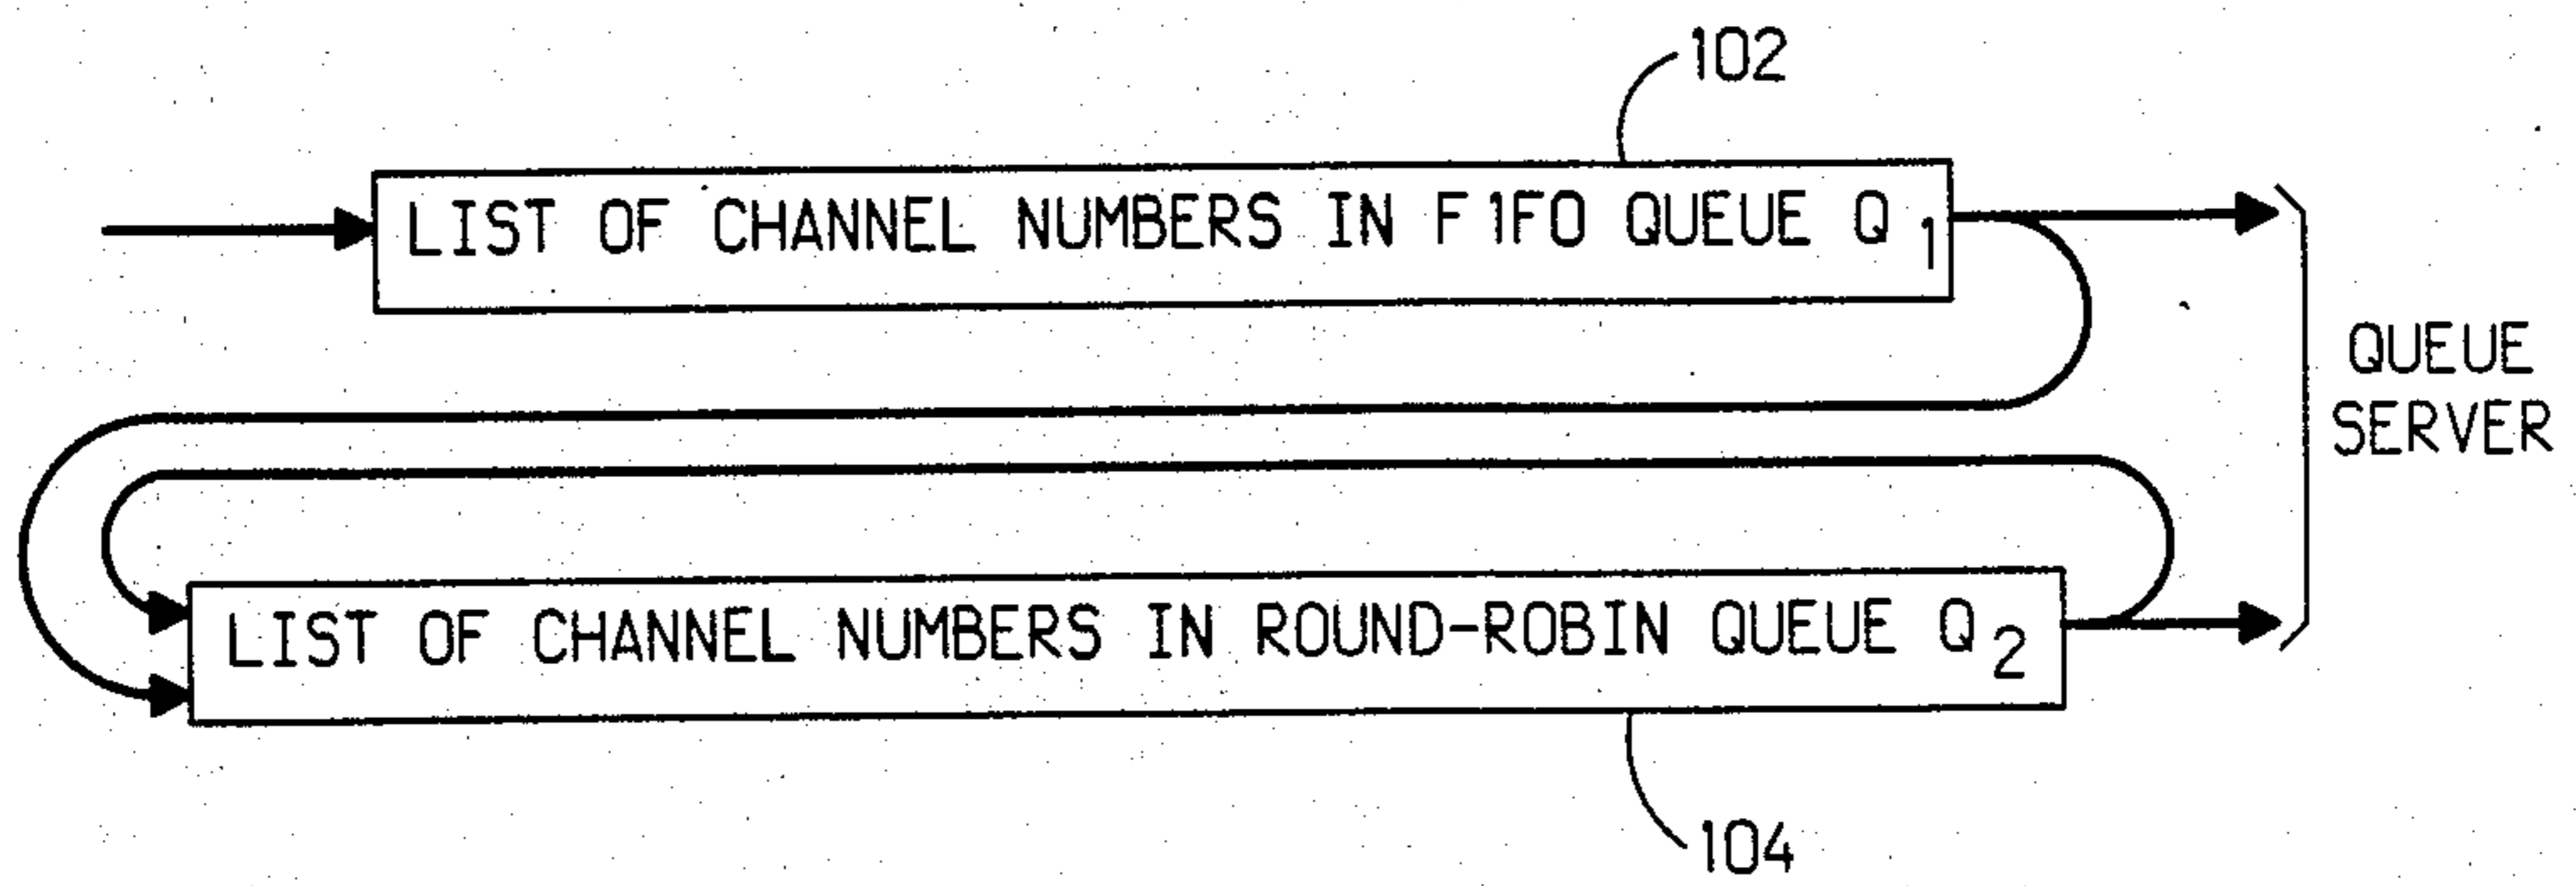 102
LIST OF CHANNEL NUMBERS IN F1FO QUEUE Q1
QUEUE
SERVER
LIST OF CHANNEL NUMBERS IN ROUND-ROBIN QUEUE Q2
104